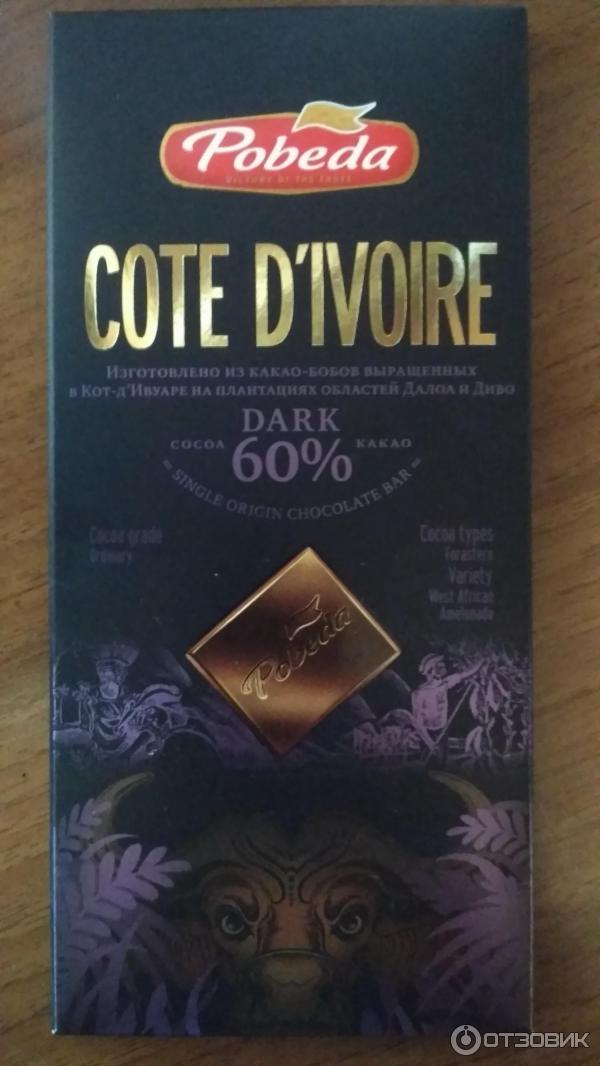 Pobeda
VICTORY OF THE TASTE
COTE D'IVOIRE
Изготовлено из какао-бобов выращенных
в Кот-д'Ивуаре на плантациях областей Далоа и Диво
DARK
COCOA 60% КАКАО
SINGLE ORIGIN CHOCOLATE BAR
Cocoa grade
Ordinary
Cocoa types
Forastero
Variety
West African
Amelonado
Pobeda
ОТЗОВИК